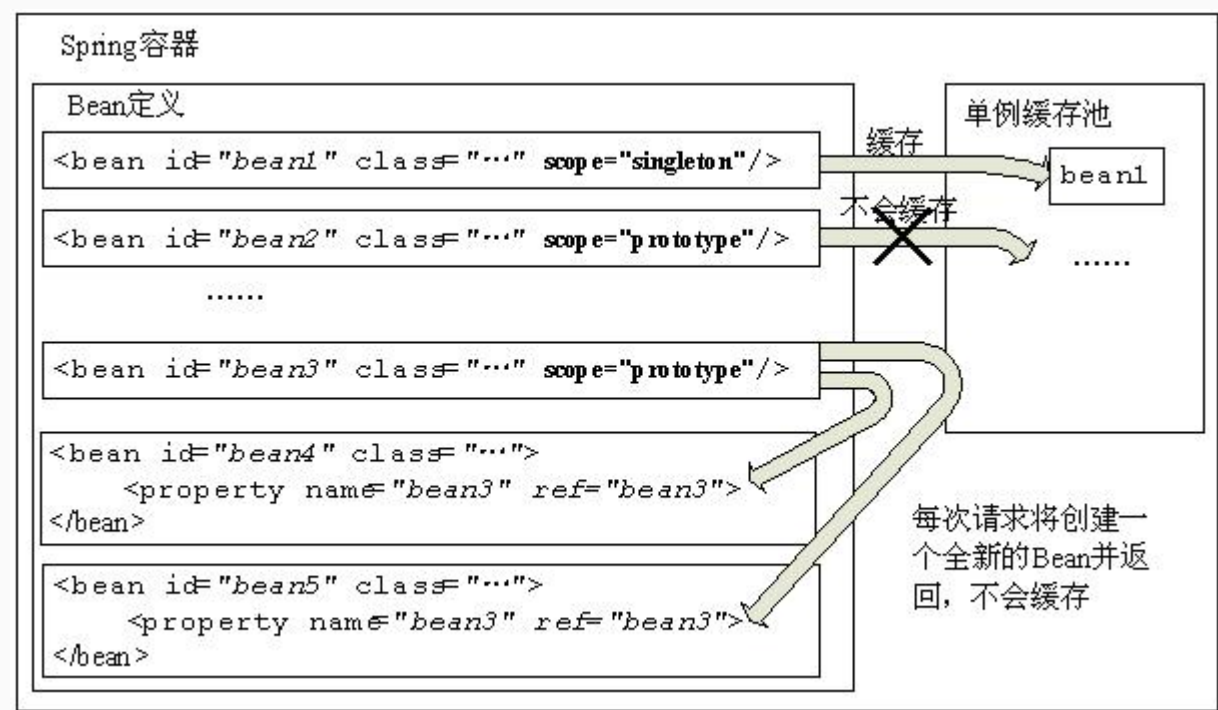 Spring容器
Bean定义
<bean id="bean1" class="…" scope="singleton"/>
缓存
单例缓存池
bean1
<bean id="bean2" class="…" scope="prototype"/>
不会缓存
……
……
<bean id="bean3" class="…" scope="prototype"/>
<bean id="bean4" class="…">
<property name="bean3" ref="bean3">
</bean>
<bean id="bean5" class="…">
<property name="bean3" ref="bean3">
</bean>
每次请求将创建一
个全新的Bean并返
回，不会缓存